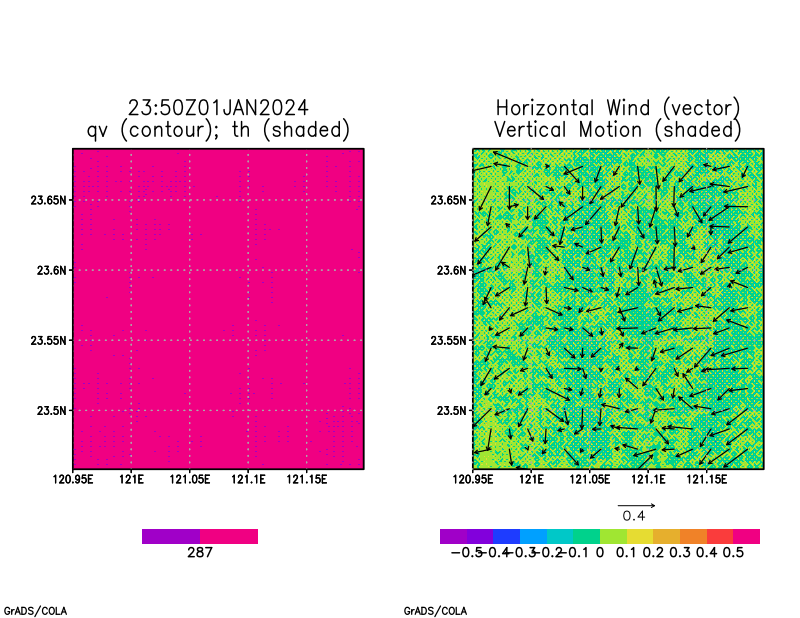 23:50Z01JAN2024
qv (contour); th (shaded)
23.65N
23.6N
23.55N
23.5N
120.95E 121E 121.05E 121.1E 121.15E
287
Horizontal Wind (vector)
Vertical Motion (shaded)
23.65N
23.6N
23.55N
23.5N
120.95E 121E 121.05E 121.1E 121.15E
0.4
-0.5 -0.4 -0.3 -0.2 -0.1 0 0.1 0.2 0.3 0.4 0.5
GrADS/COLA GrADS/COLA